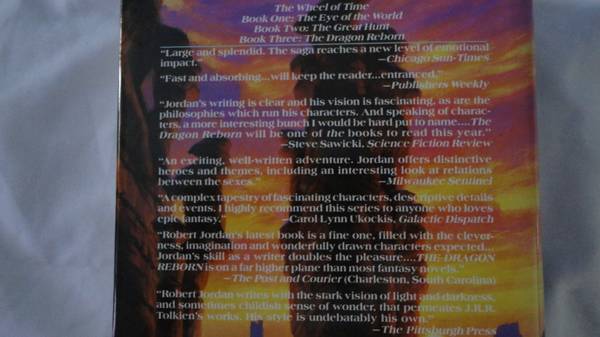 The Wheel of Time
Book One: The Eye of the World
Book Two: The Great Hunt
Book Three: The Dragon Reborn
"Large and splendid. The saga reaches a new level of emotional
impact." —Chicago Sun-Times
"Fast and absorbing...will keep the reader...entranced."
—Publishers Weekly
"Jordan's writing is clear and his vision is fascinating, as are the
philosophies which run his characters. And speaking of charac-
ters, a more interesting bunch I would be hard put to name....The
Dragon Reborn will be one of the books to read this year."
—Steve Sawicki, Science Fiction Review
"An exciting, well-written adventure. Jordan offers distinctive
heroes and themes, including an interesting look at relations
between the sexes." —Milwaukee Sentinel
"A complex tapestry of fascinating characters, descriptive details
and events. I highly recommend this series to anyone who loves
epic fantasy." —Carol Lynn Ukockis, Galactic Dispatch
"Robert Jordan's latest book is a fine one, filled with the clever-
ness, imagination and wonderfully drawn characters expected...
Jordan's skill as a writer doubles the pleasure....THE DRAGON
REBORN is on a far higher plane than most fantasy novels."
—The Post and Courier (Charleston, South Carolina)
"Robert Jordan writes with the stark vision of light and darkness,
and sometimes childish sense of wonder, that permeates J.R.R.
Tolkien's works. His style is undebatably his own."
—The Pittsburgh Press